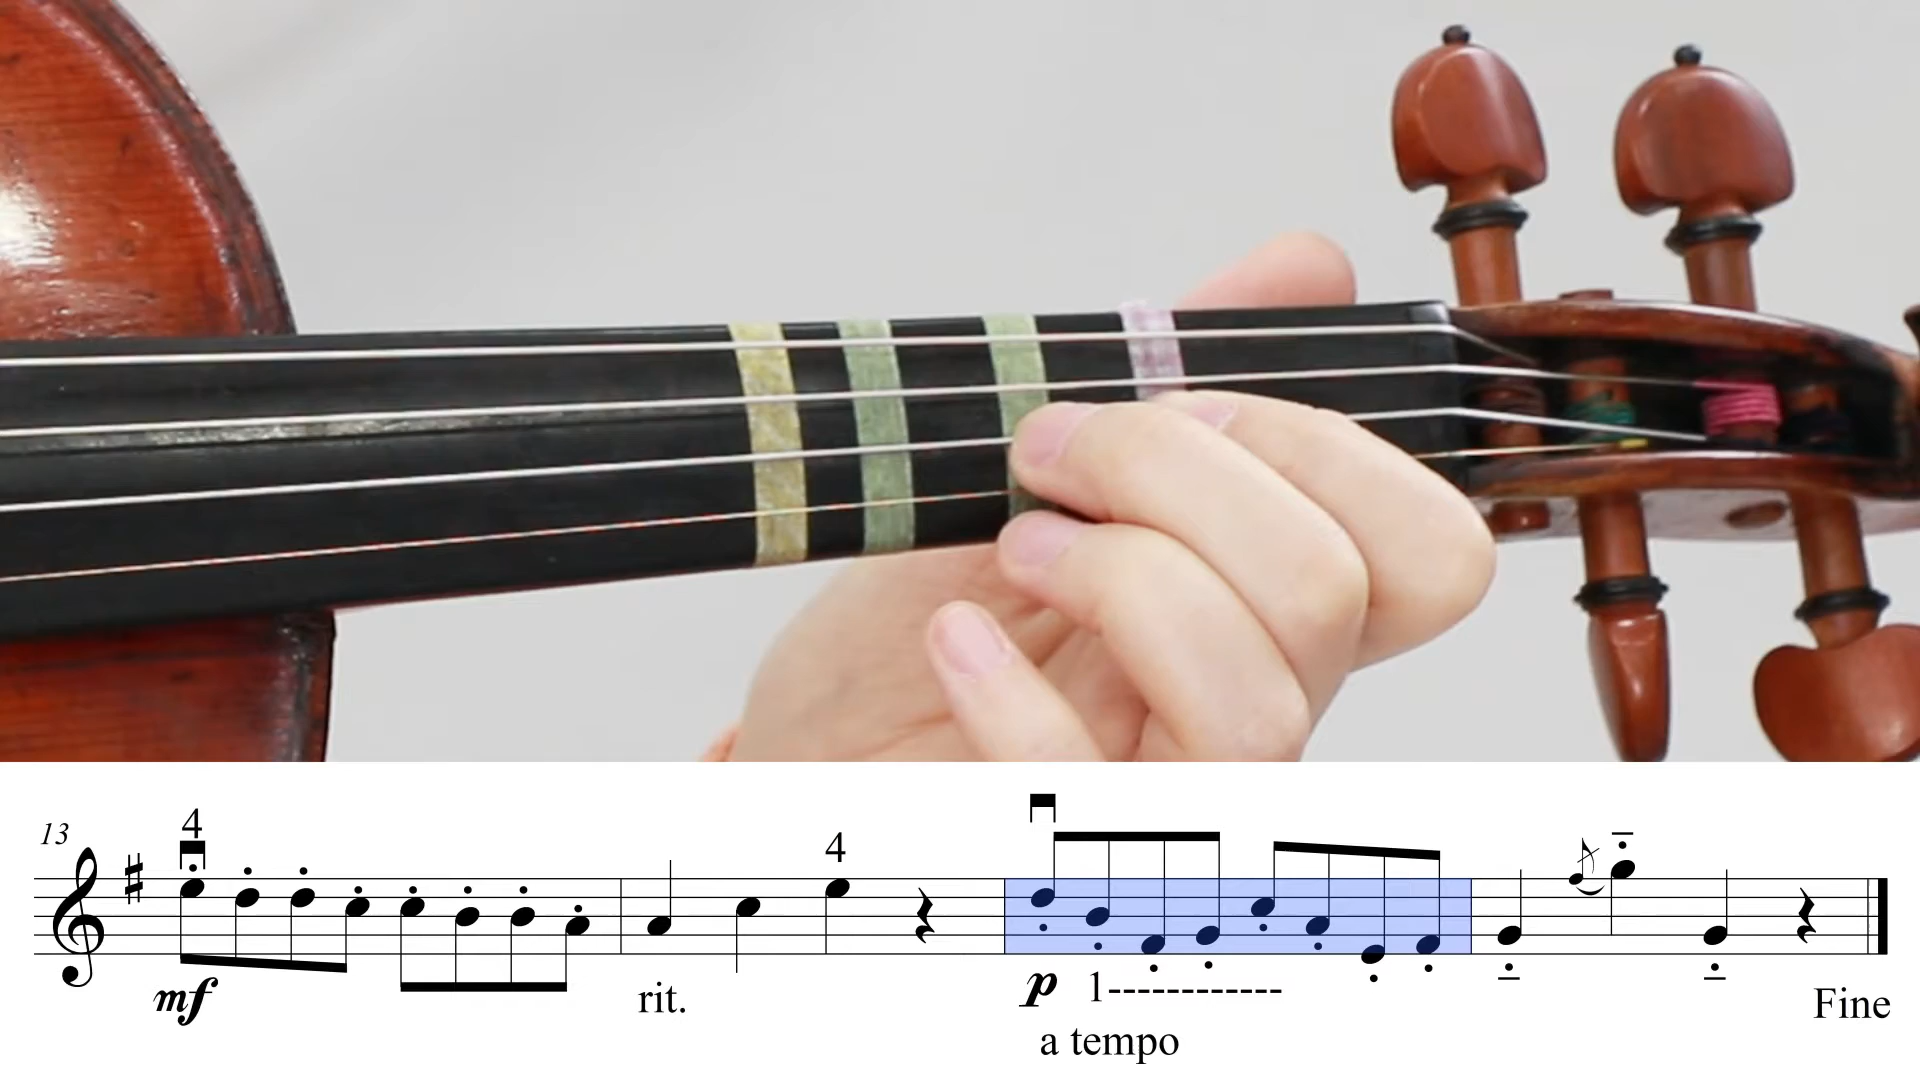 13
4
4
mf
rit.
p
1------------
Fine
a tempo